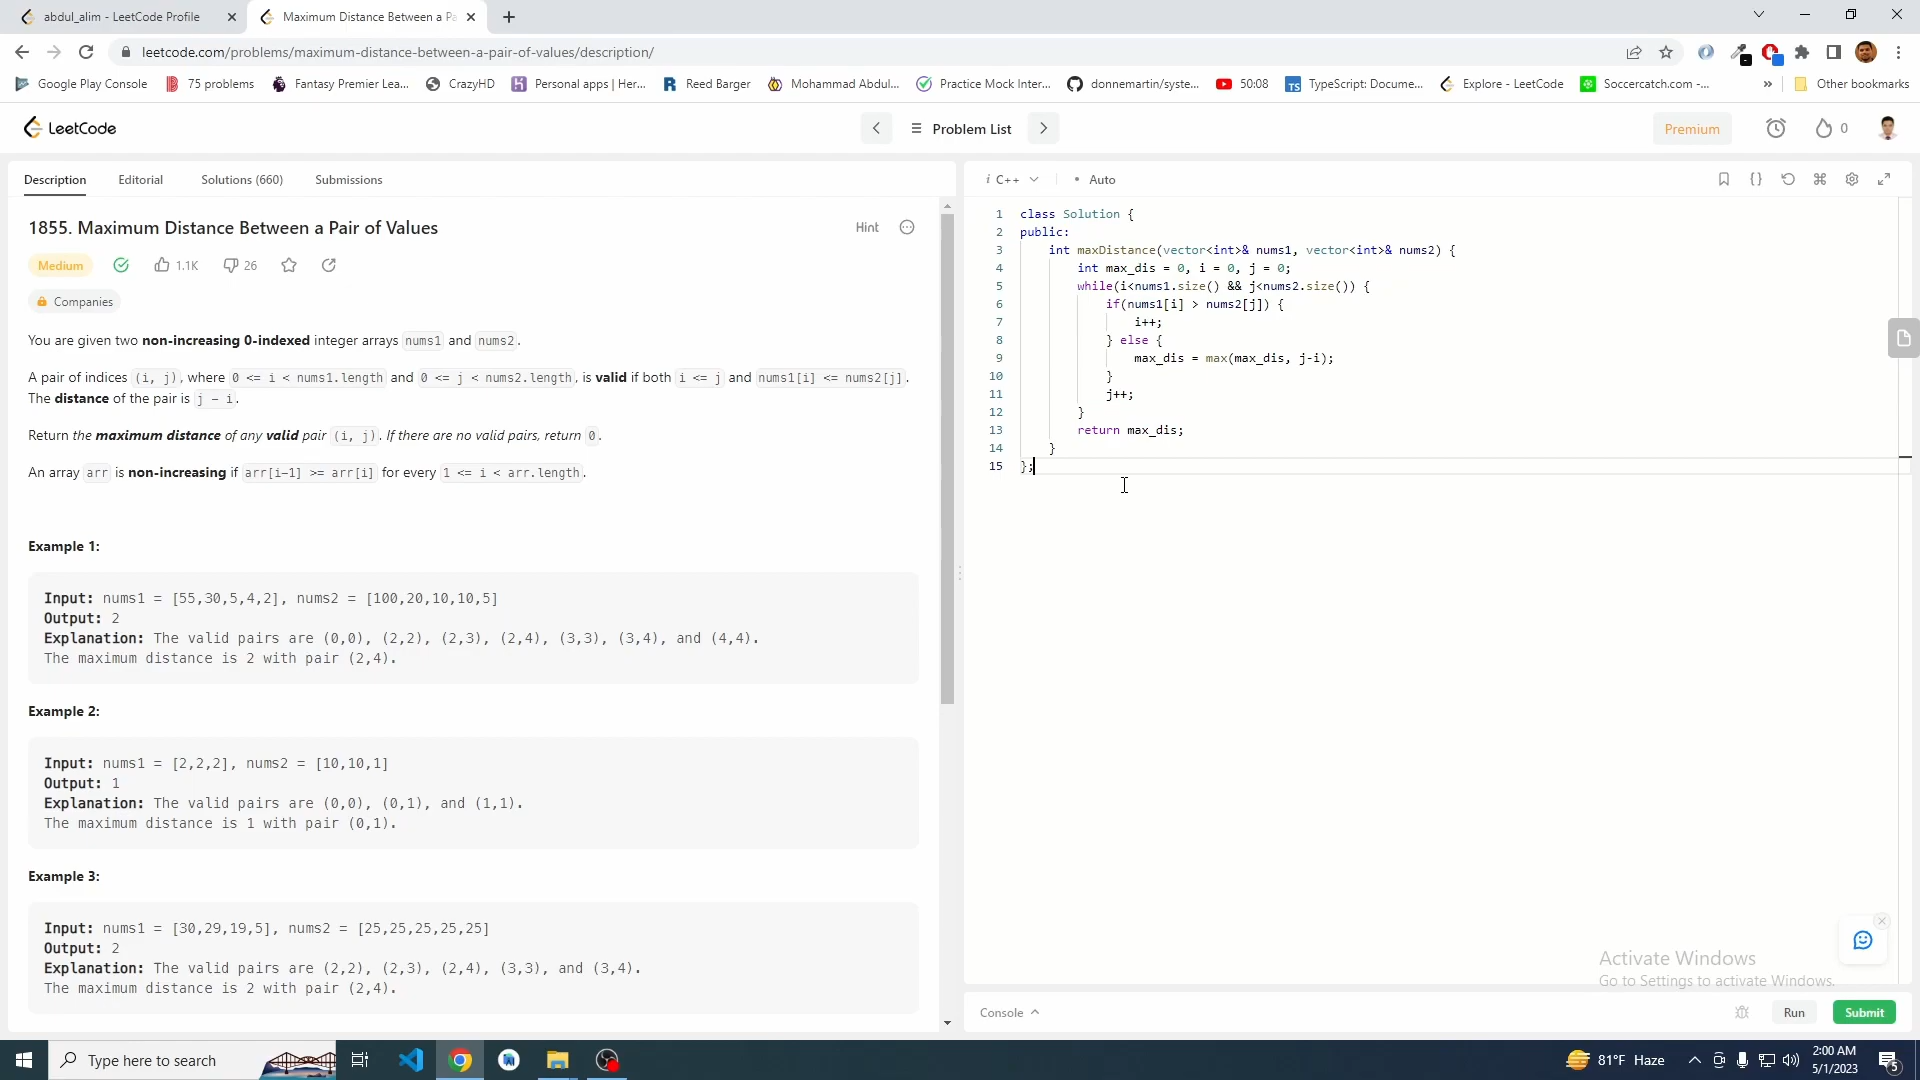 abdul_alim - LeetCode Profile
Maximum Distance Between a Pa
leetcode.com/problems/maximum-distance-between-a-pair-of-values/description/
Google Play Console
75 problems
Fantasy Premier Lea...
CrazyHD
Personal apps | Her...
Reed Barger
Mohammad Abdul...
Practice Mock Inter...
donnemartin/syste...
50:08
TypeScript: Docume...
Explore - LeetCode
Soccercatch.com -...
»
Other bookmarks
LeetCode
Problem List
Premium
0
Description
Editorial
Solutions (660)
Submissions
1855. Maximum Distance Between a Pair of Values
Hint
Medium
1.1K
26
Companies
You are given two non-increasing 0-indexed integer arrays nums1 and nums2.
A pair of indices (i, j), where 0 <= i < nums1.length and 0 <= j < nums2.length, is valid if both i <= j and nums1[i] <= nums2[j].
The distance of the pair is j - i.
Return the maximum distance of any valid pair (i, j). If there are no valid pairs, return 0.
An array arr is non-increasing if arr[i-1] >= arr[i] for every 1 <= i < arr.length.
Example 1:
Input: nums1 = [55,30,5,4,2], nums2 = [100,20,10,10,5]
Output: 2
Explanation: The valid pairs are (0,0), (2,2), (2,3), (2,4), (3,3), (3,4), and (4,4).
The maximum distance is 2 with pair (2,4).
Example 2:
Input: nums1 = [2,2,2], nums2 = [10,10,1]
Output: 1
Explanation: The valid pairs are (0,0), (0,1), and (1,1).
The maximum distance is 1 with pair (0,1).
Example 3:
Input: nums1 = [30,29,19,5], nums2 = [25,25,25,25,25]
Output: 2
Explanation: The valid pairs are (2,2), (2,3), (2,4), (3,3), and (3,4).
The maximum distance is 2 with pair (2,4).
i C++
• Auto
1 class Solution {
2 public:
3 int maxDistance(vector<int>& nums1, vector<int>& nums2) {
4 int max_dis = 0, i = 0, j = 0;
5 while(i<nums1.size() && j<nums2.size()) {
6 if(nums1[i] > nums2[j]) {
7 i++;
8 } else {
9 max_dis = max(max_dis, j-i);
10 }
11 j++;
12 }
13 return max_dis;
14 }
15 };
Activate Windows
Go to Settings to activate Windows.
Console
Run
Submit
Type here to search
81°F Haze
2:00 AM
5/1/2023
5